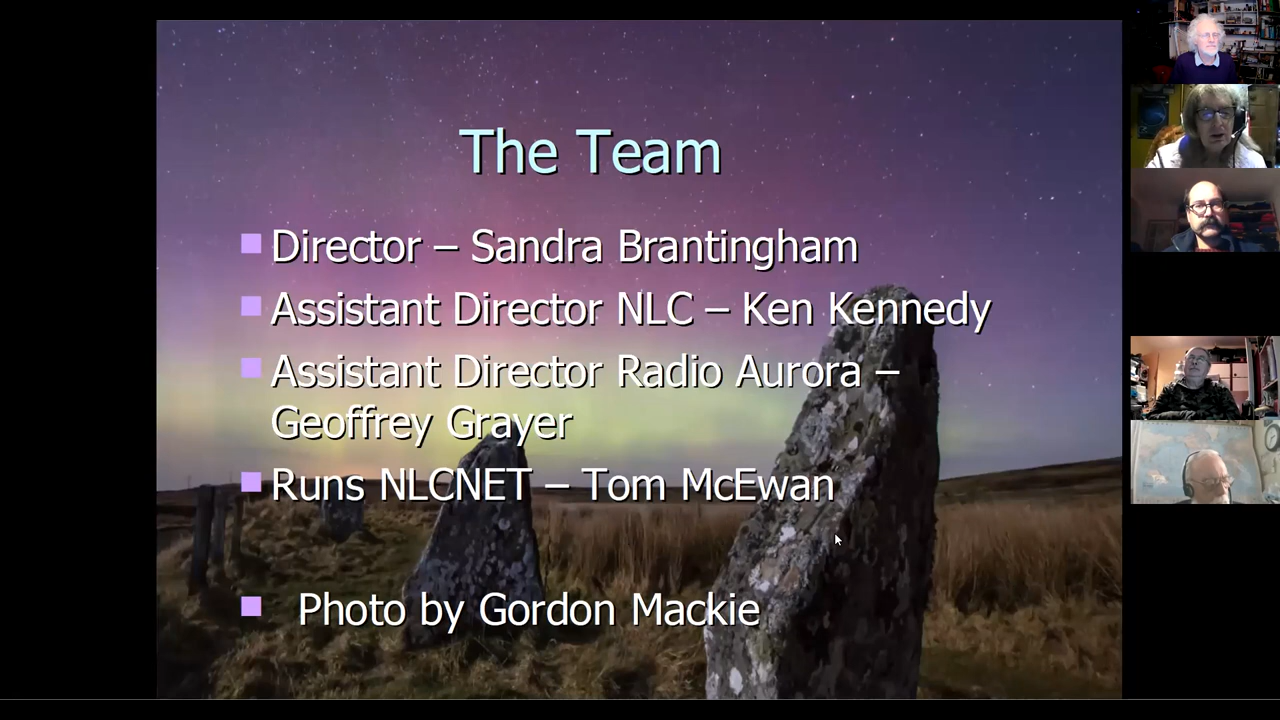 The Team
Director – Sandra Brantingham
Assistant Director NLC – Ken Kennedy
Assistant Director Radio Aurora –
Geoffrey Grayer
Runs NLCNET – Tom McEwan
Photo by Gordon Mackie